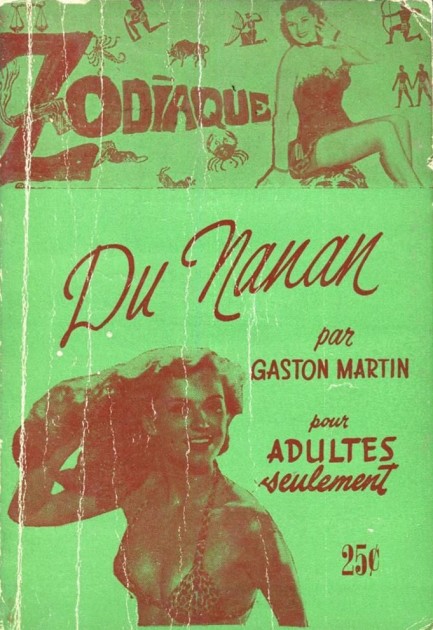 ZODIAQUE
Du Nanan
par
GASTON MARTIN
pour
ADULTES
seulement
25¢